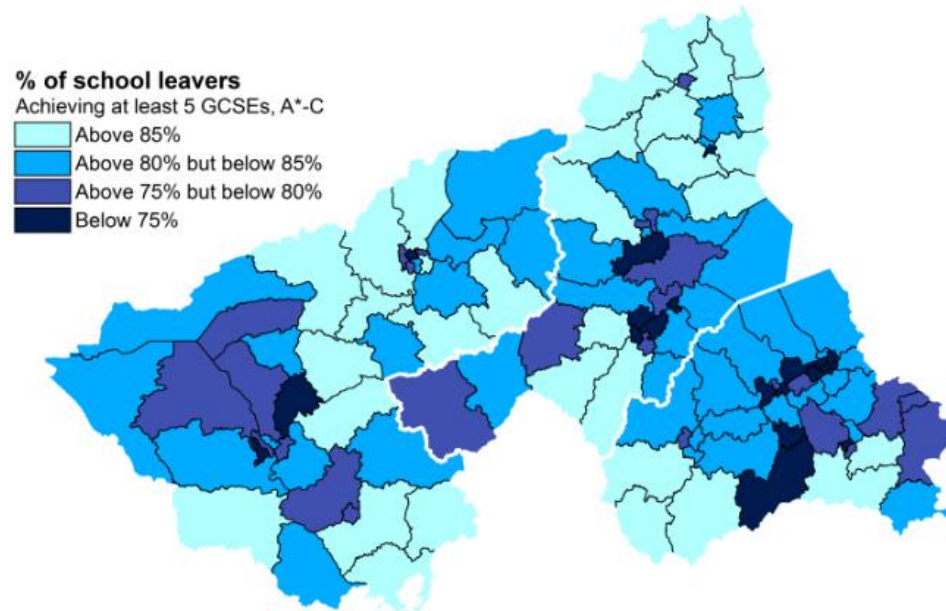 % of school leavers
Achieving at least 5 GCSEs, A*-C
Above 85%
Above 80% but below 85%
Above 75% but below 80%
Below 75%